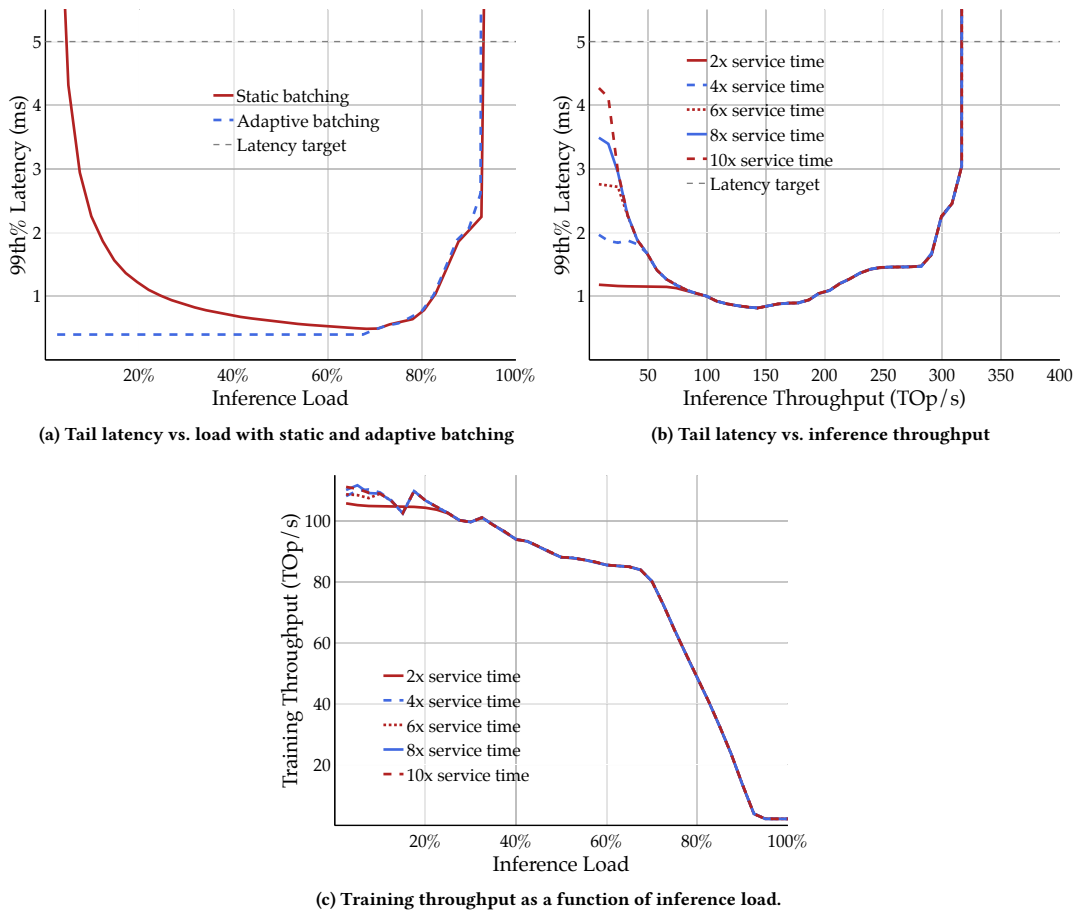 5
4
3
2
1
99th% Latency (ms)
Static batching
Adaptive batching
Latency target
20%
40%
60%
80%
100%
Inference Load
(a) Tail latency vs. load with static and adaptive batching
5
4
3
2
1
99th% Latency (ms)
2x service time
4x service time
6x service time
8x service time
10x service time
Latency target
50
100
150
200
250
300
350
400
Inference Throughput (TOp/s)
(b) Tail latency vs. inference throughput
100
80
60
40
20
Training Throughput (TOp/s)
2x service time
4x service time
6x service time
8x service time
10x service time
20%
40%
60%
80%
100%
Inference Load
(c) Training throughput as a function of inference load.